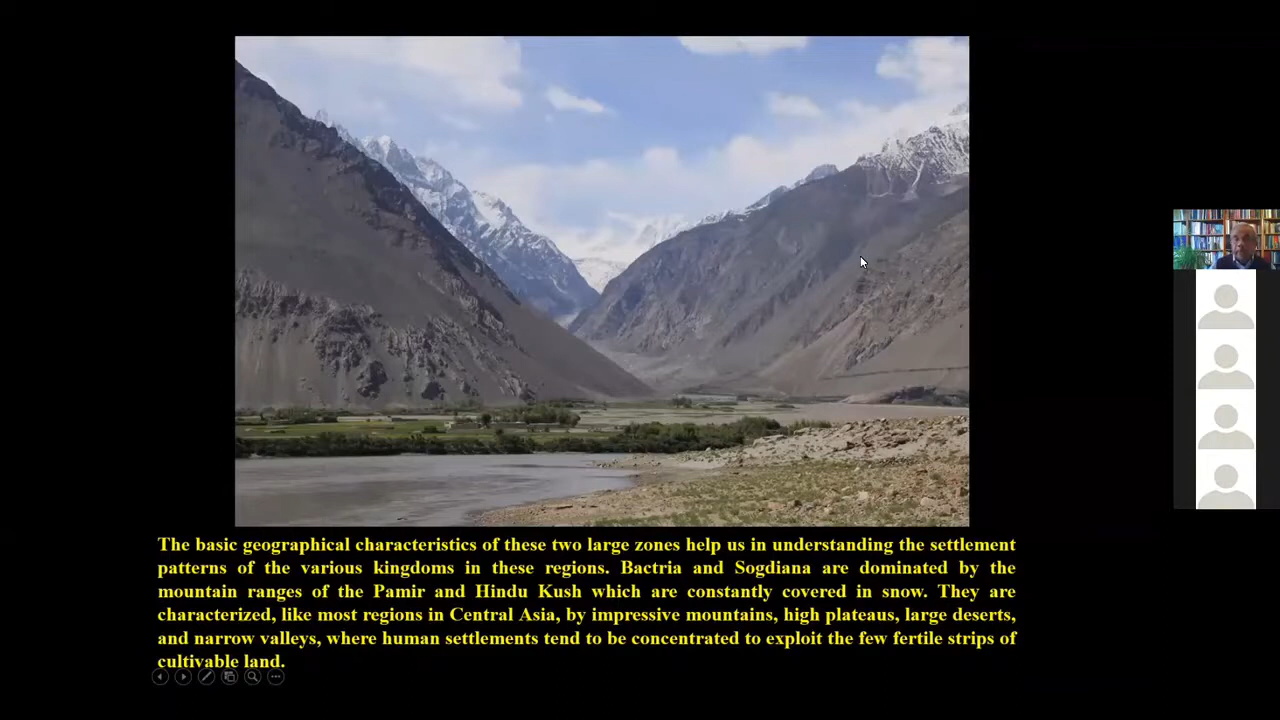 The basic geographical characteristics of these two large zones help us in understanding the settlement
patterns of the various kingdoms in these regions. Bactria and Sogdiana are dominated by the
mountain ranges of the Pamir and Hindu Kush which are constantly covered in snow. They are
characterized, like most regions in Central Asia, by impressive mountains, high plateaus, large deserts,
and narrow valleys, where human settlements tend to be concentrated to exploit the few fertile strips of
cultivable land.